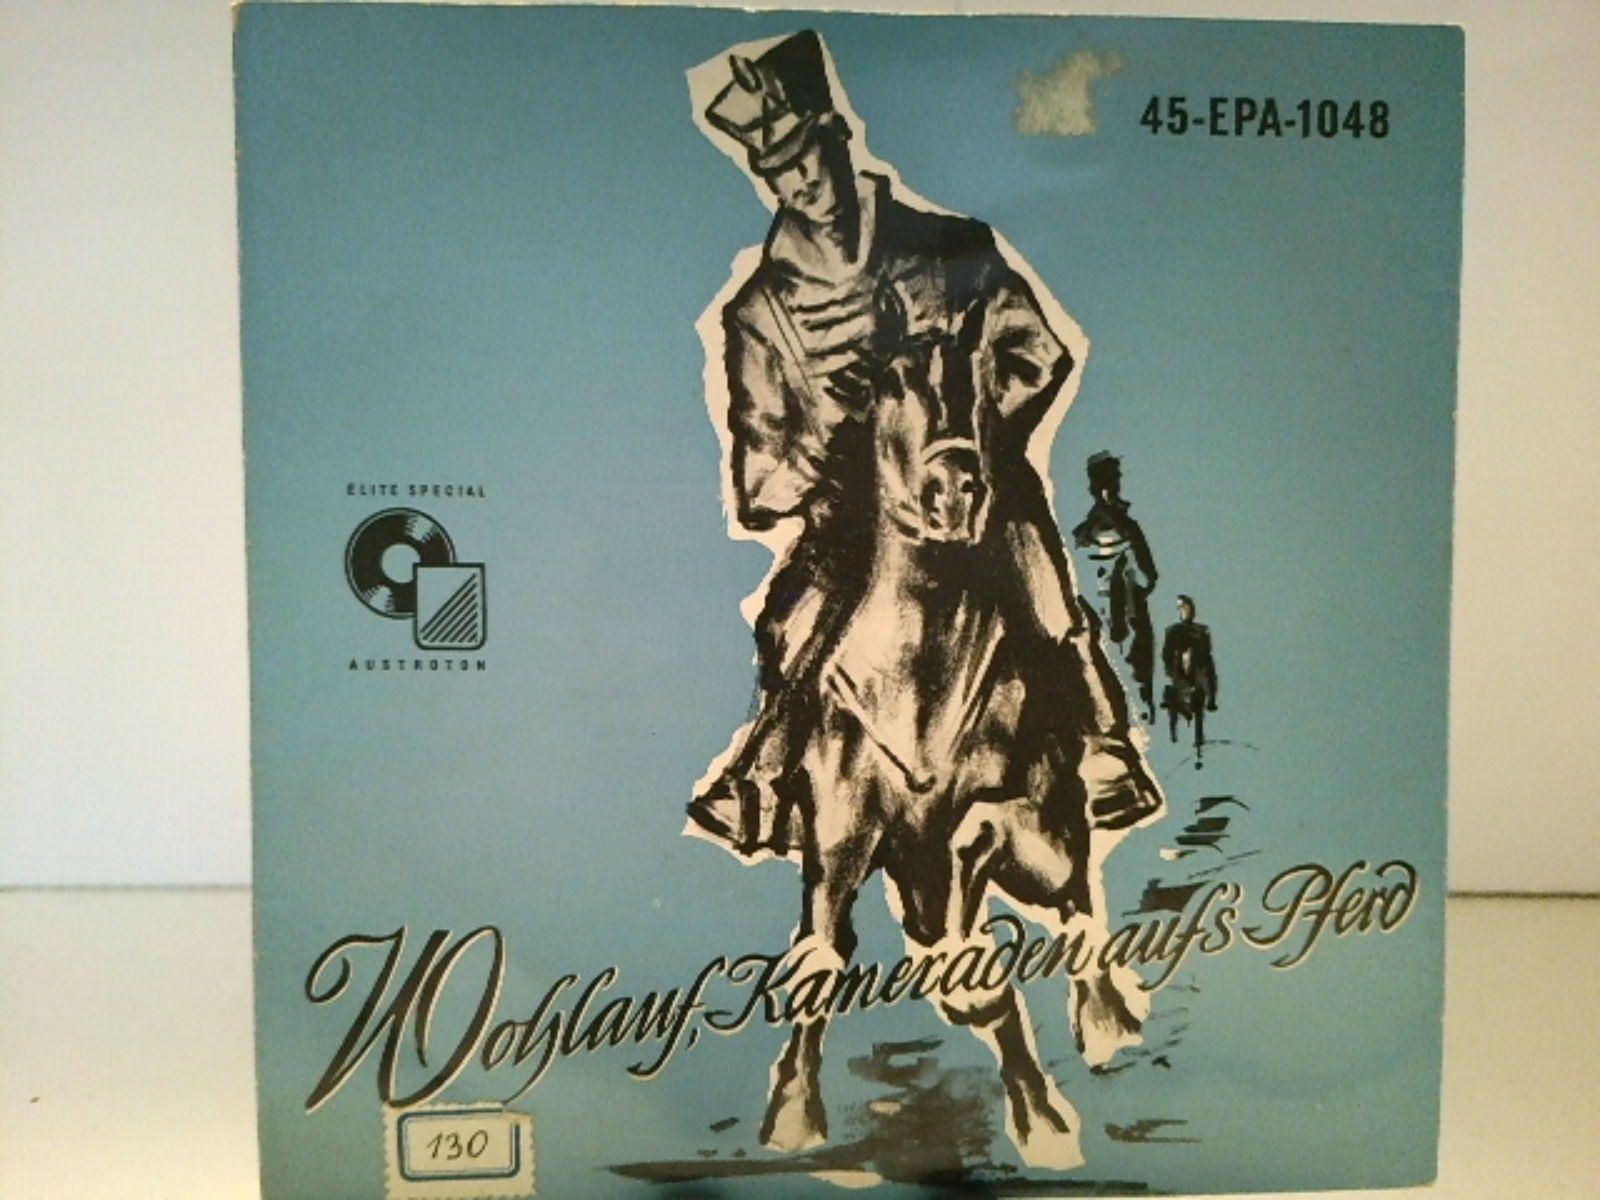 45-EPA-1048
ELITE SPECIAL
AUSTROTON
Wohlauf, Kameraden auf's Pferd
130